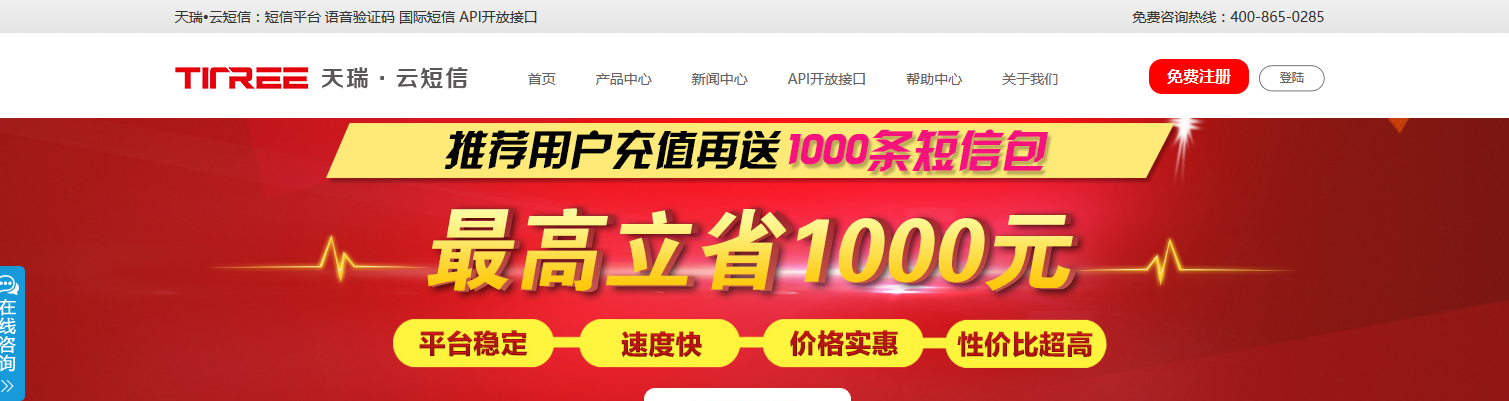 天瑞•云短信：短信平台 语音验证码 国际短信 API开放接口
免费咨询热线：400-865-0285
TIRREE 天瑞·云短信
首页 产品中心 新闻中心 API开放接口 帮助中心 关于我们
免费注册 登陆
推荐用户充值再送1000条短信包
最高立省1000元
平台稳定 速度快 价格实惠 性价比超高
在线咨询